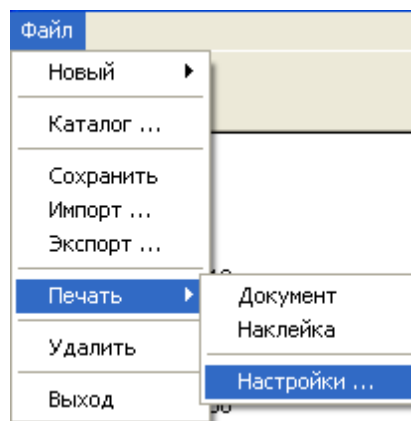 Файл
Новый
Каталог ...
Сохранить
Импорт ...
Экспорт ...
Печать
Документ
Наклейка
Удалить
Настройки ...
Выход